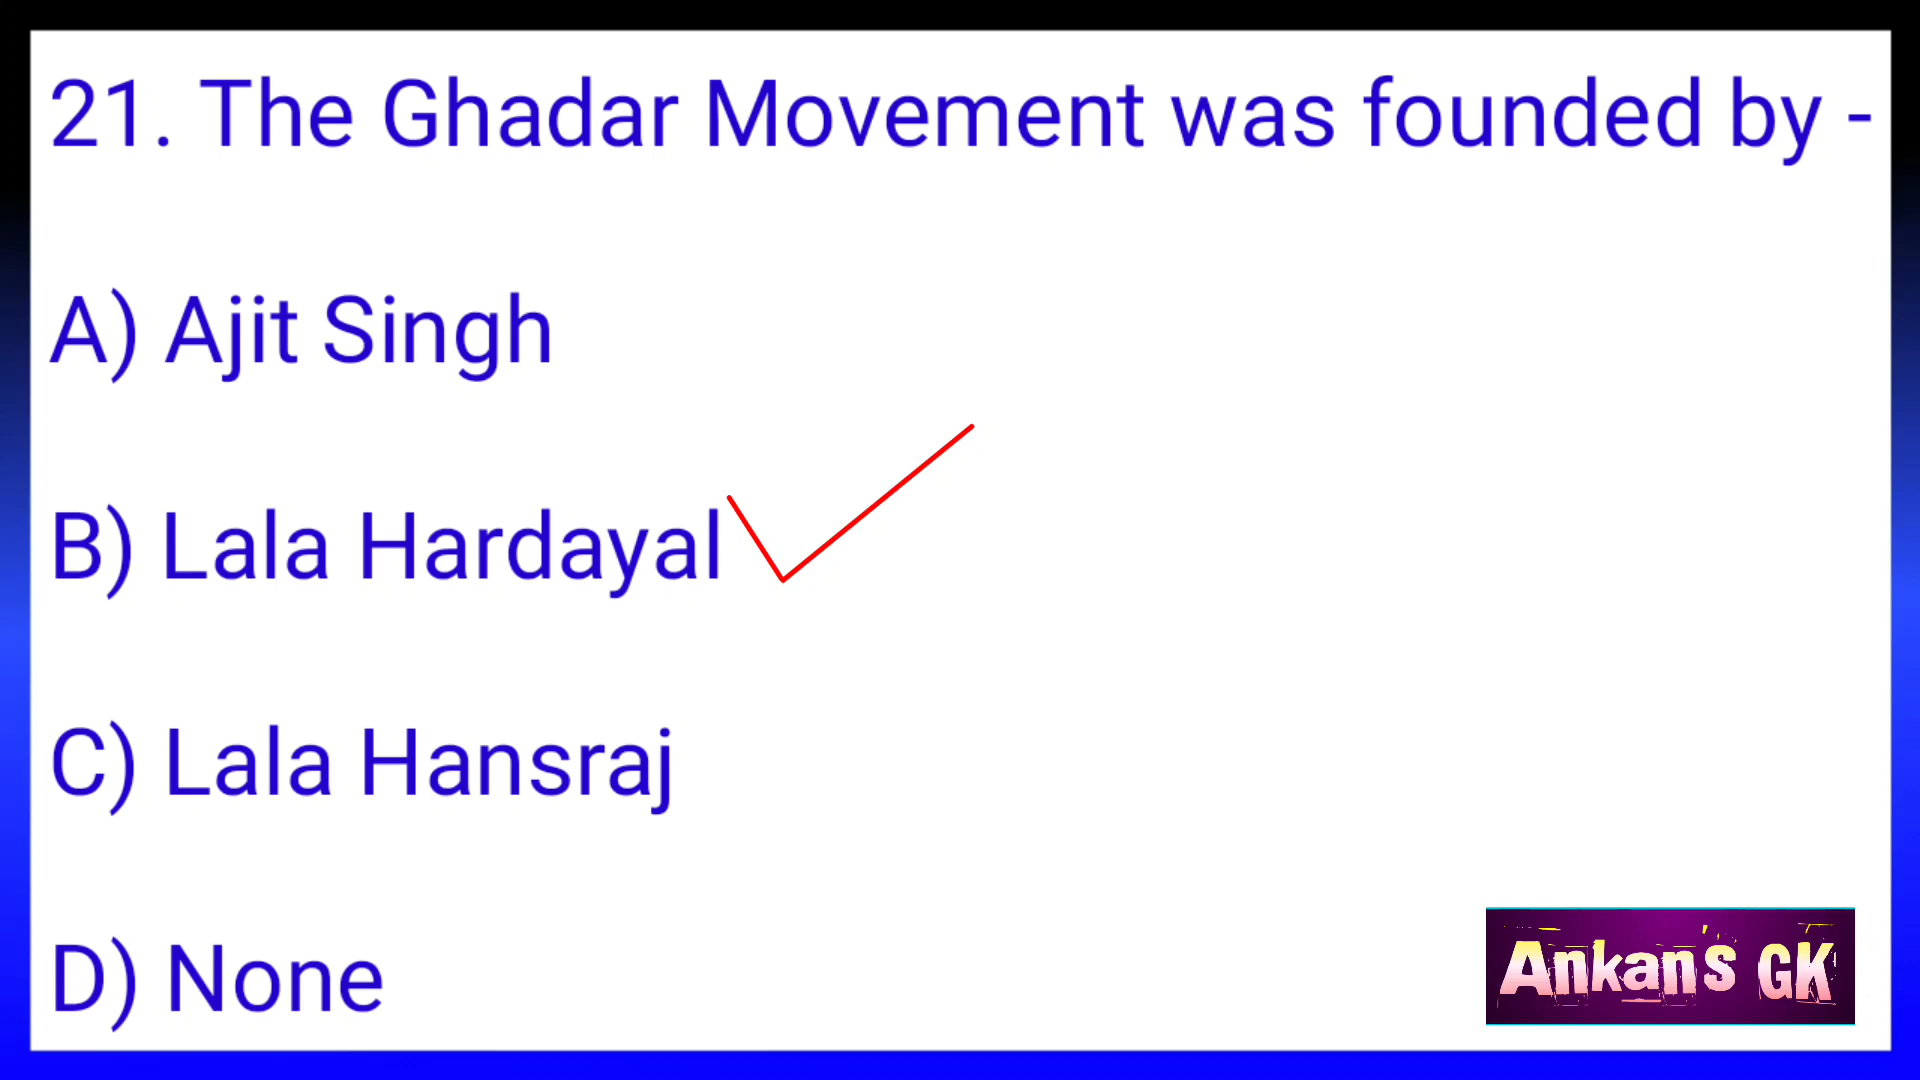 21. The Ghadar Movement was founded by -
A) Ajit Singh
B) Lala Hardayal
C) Lala Hansraj
D) None
Ankan's GK